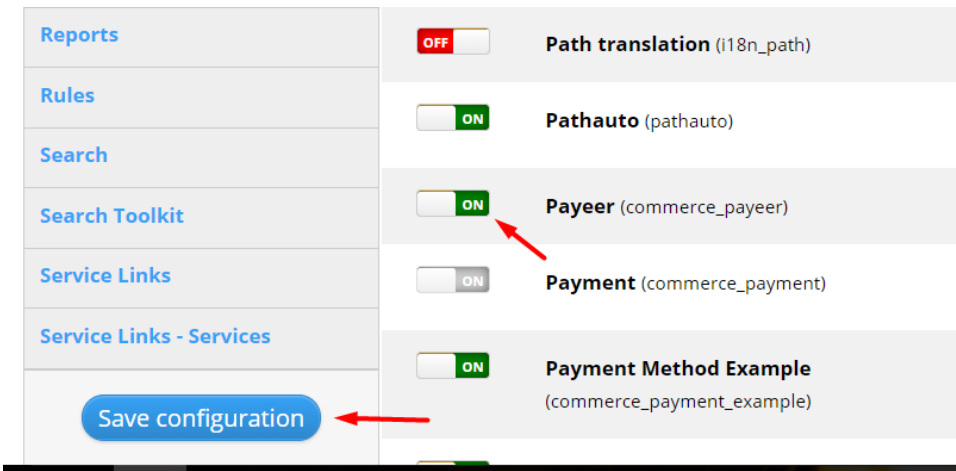 Reports
Rules
Search
Search Toolkit
Service Links
Service Links - Services
Save configuration
OFF Path translation (i18n_path)
ON Pathauto (pathauto)
ON Payeer (commerce_payeer)
ON Payment (commerce_payment)
ON Payment Method Example
(commerce_payment_example)